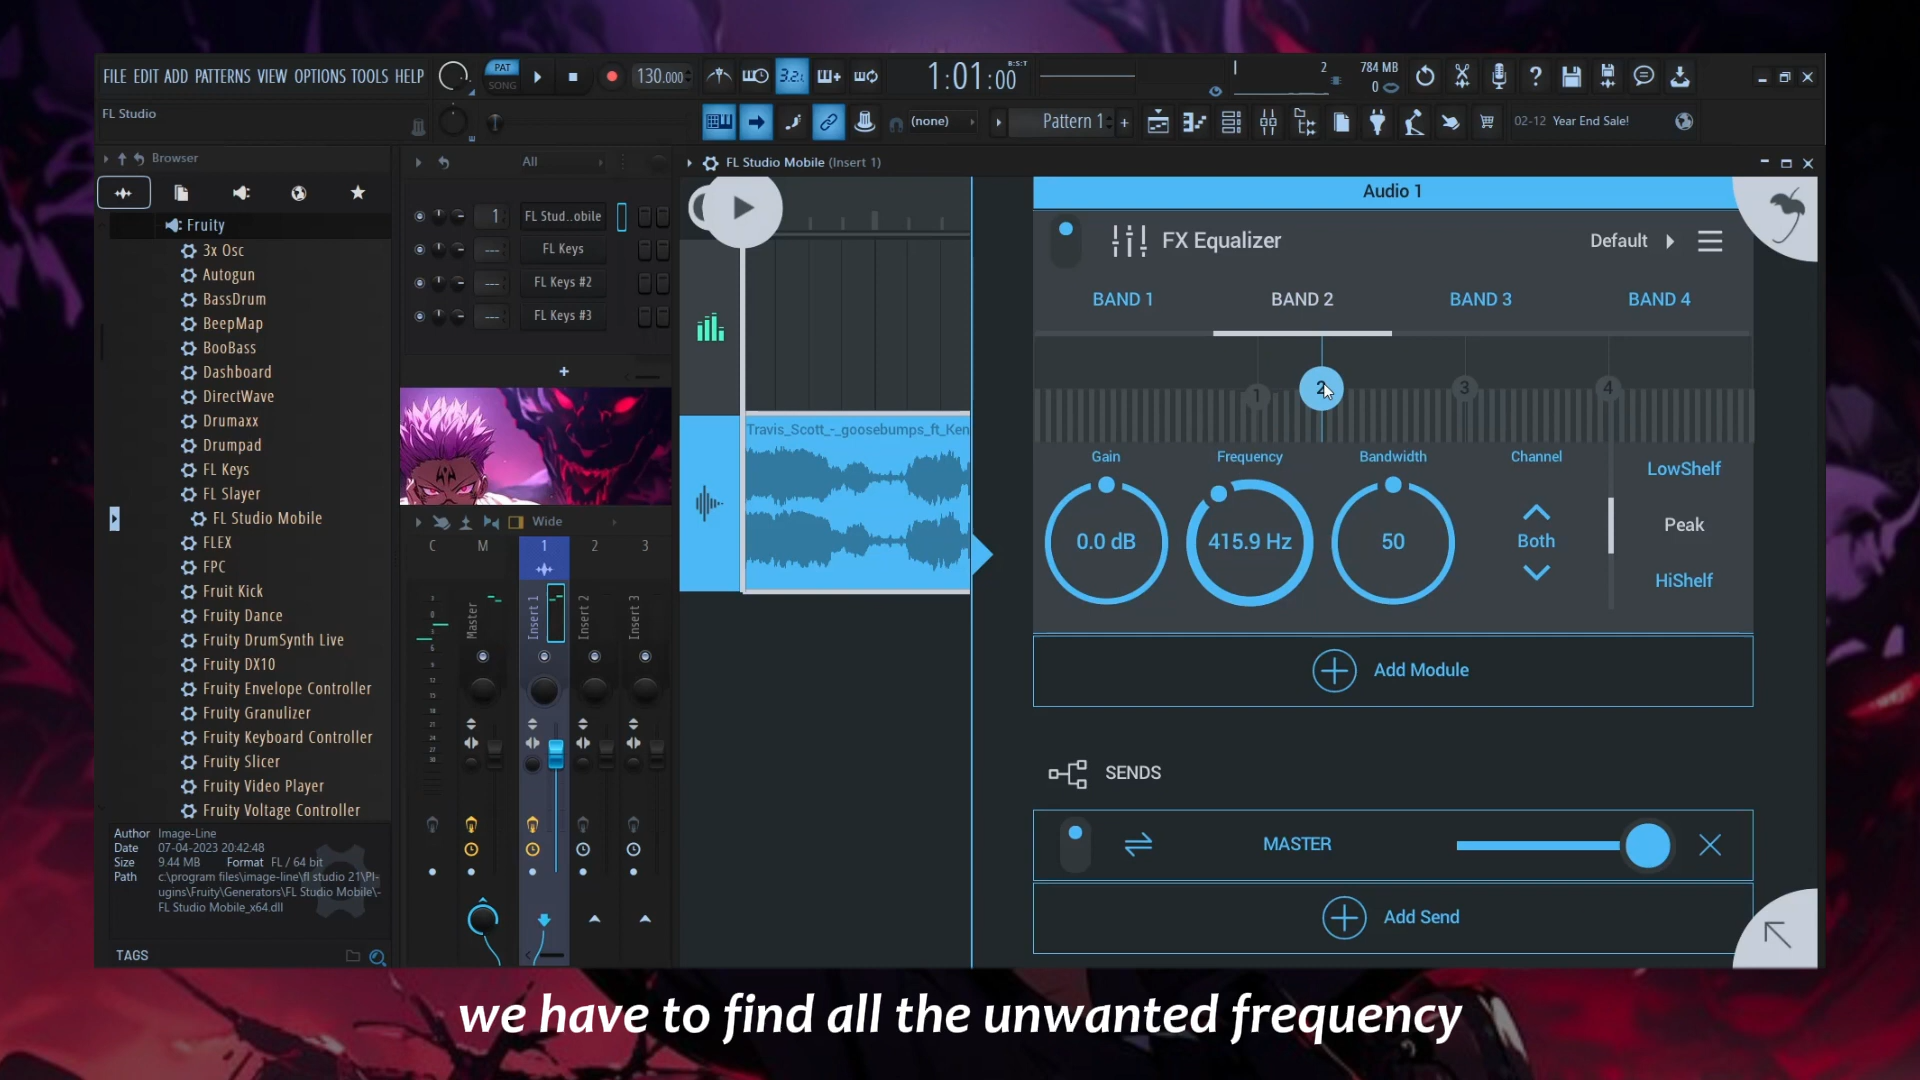 FILE EDIT ADD PATTERNS VIEW OPTIONS TOOLS HELP
PAT
SONG
130.000
3.2.
1:01:00
B:S:T
2
784 MB
0
FL Studio
(none)
Pattern 1
02-12 Year End Sale!
Browser
All
FL Studio Mobile (Insert 1)
Audio 1
Fruity
3x Osc
Autogun
BassDrum
BeepMap
BooBass
Dashboard
DirectWave
Drumaxx
Drumpad
FL Keys
FL Slayer
FL Studio Mobile
FLEX
FPC
Fruit Kick
Fruity Dance
Fruity DrumSynth Live
Fruity DX10
Fruity Envelope Controller
Fruity Granulizer
Fruity Keyboard Controller
Fruity Slicer
Fruity Video Player
Fruity Voltage Controller
Author Image-Line
Date 07-04-2023 20:42:48
Size 9.44 MB Format FL / 64 bit
Path c:\program files\image-line\fl studio 21\Pl-
ugins\Fruity\Generators\FL Studio Mobile\-
FL Studio Mobile_x64.dll
TAGS
1 FL Stud..obile
--- FL Keys
--- FL Keys #2
--- FL Keys #3
Wide
C M 1 2 3
Master
Insert 1
Insert 2
Insert 3
Travis_Scott_-_goosebumps_ft_Ken
FX Equalizer
Default
BAND 1 BAND 2 BAND 3 BAND 4
1 2 3 4
Gain Frequency Bandwidth Channel
0.0 dB 415.9 Hz 50 Both
LowShelf
Peak
HiShelf
Add Module
SENDS
MASTER
Add Send
we have to find all the unwanted frequency